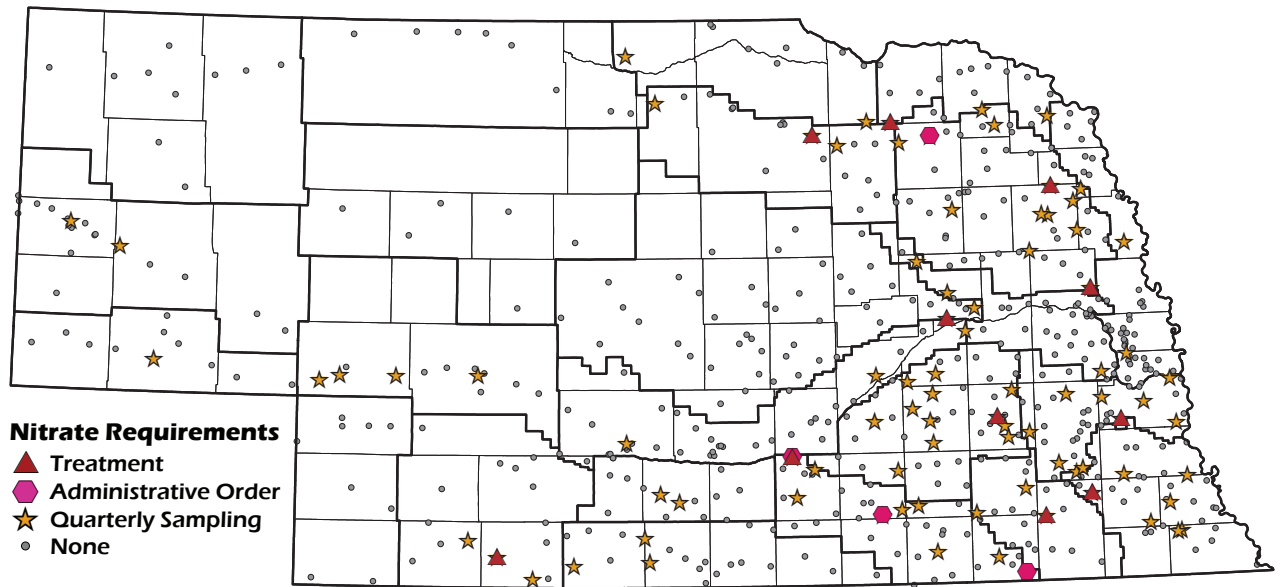 Nitrate Requirements
Treatment
Administrative Order
Quarterly Sampling
None